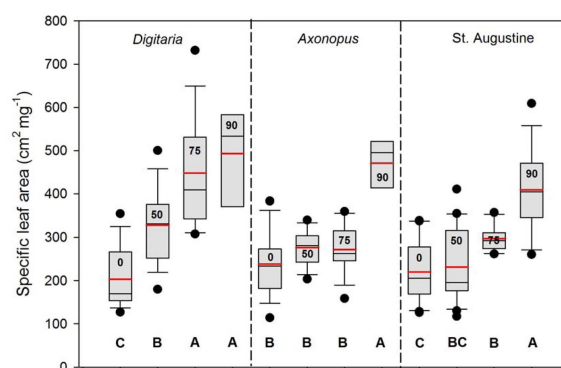 Digitaria Axonopus St. Augustine
Specific leaf area (cm² mg⁻¹)
800
700
600
500
400
300
200
100
0
0 50 75 90 0 50 75 90 0 50 75 90
C B A A B B B A C BC B A